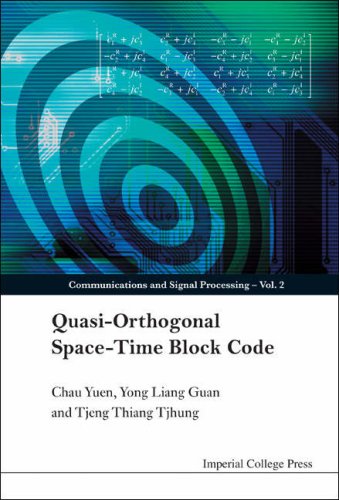 Communications and Signal Processing – Vol. 2
Quasi-Orthogonal
Space-Time Block Code
Chau Yuen, Yong Liang Guan
and Tjeng Thiang Tjhung
Imperial College Press